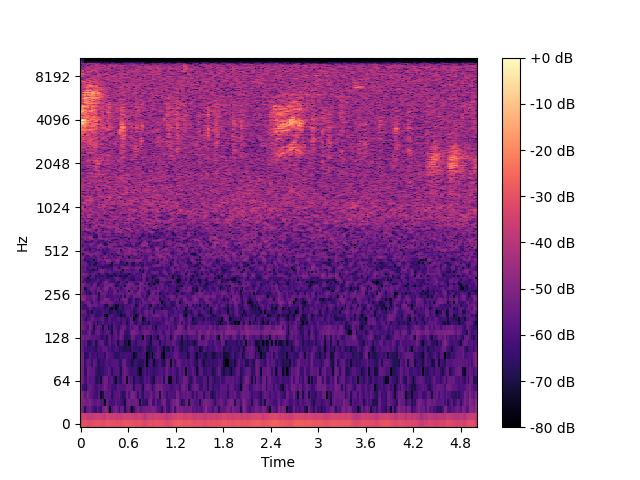 8192
4096
2048
1024
512
256
128
64
0
Hz
0 0.6 1.2 1.8 2.4 3 3.6 4.2 4.8
Time
+0 dB
-10 dB
-20 dB
-30 dB
-40 dB
-50 dB
-60 dB
-70 dB
-80 dB